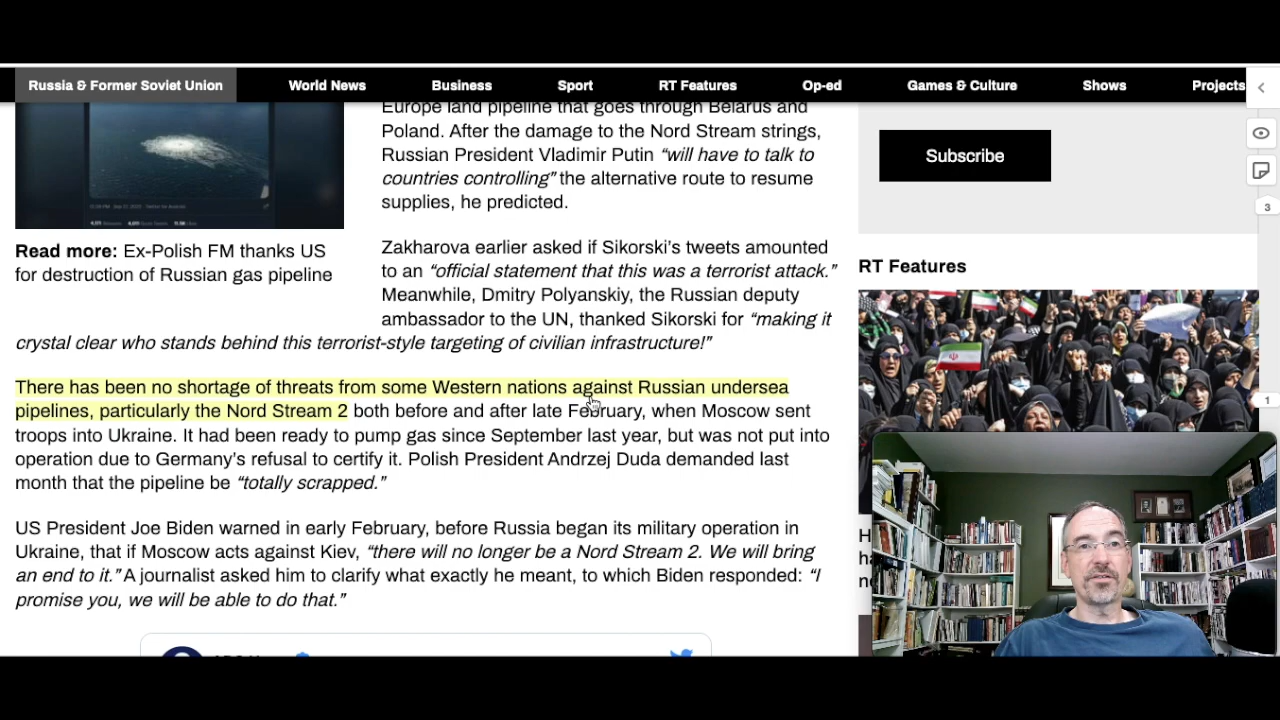 Russia & Former Soviet Union
World News
Business
Sport
RT Features
Op-ed
Games & Culture
Shows
Projects
Europe land pipeline that goes through Belarus and
Poland. After the damage to the Nord Stream strings,
Russian President Vladimir Putin “will have to talk to
countries controlling” the alternative route to resume
supplies, he predicted.
Read more: Ex-Polish FM thanks US
for destruction of Russian gas pipeline
Zakharova earlier asked if Sikorski’s tweets amounted
to an “official statement that this was a terrorist attack.”
Meanwhile, Dmitry Polyanskiy, the Russian deputy
ambassador to the UN, thanked Sikorski for “making it
crystal clear who stands behind this terrorist-style targeting of civilian infrastructure!”
There has been no shortage of threats from some Western nations against Russian undersea
pipelines, particularly the Nord Stream 2 both before and after late February, when Moscow sent
troops into Ukraine. It had been ready to pump gas since September last year, but was not put into
operation due to Germany’s refusal to certify it. Polish President Andrzej Duda demanded last
month that the pipeline be “totally scrapped.”
US President Joe Biden warned in early February, before Russia began its military operation in
Ukraine, that if Moscow acts against Kiev, “there will no longer be a Nord Stream 2. We will bring
an end to it.” A journalist asked him to clarify what exactly he meant, to which Biden responded: “I
promise you, we will be able to do that.”
Subscribe
RT Features
3
1